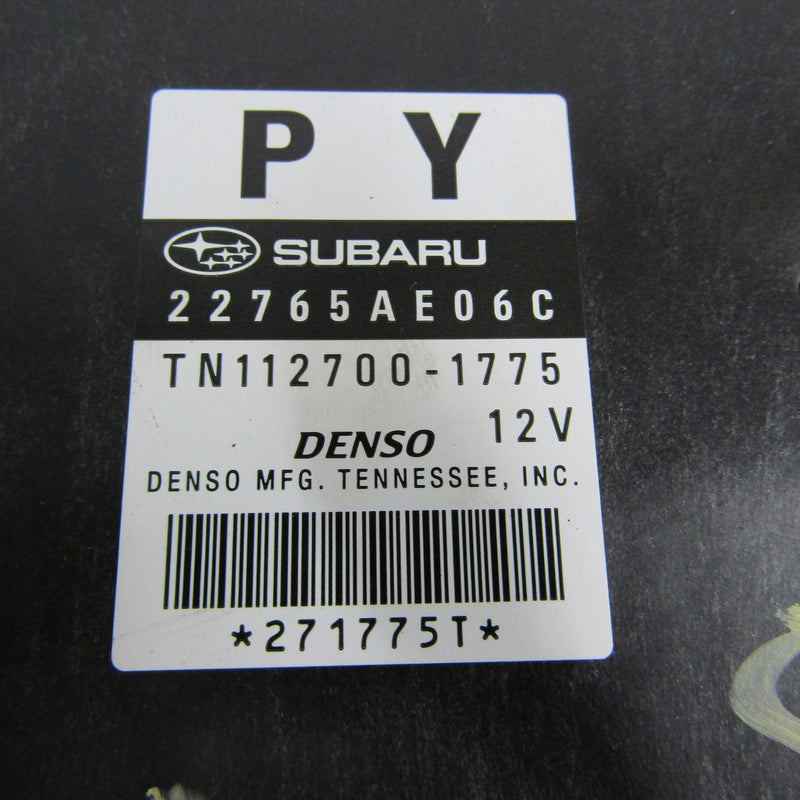 P Y
SUBARU
22765AE06C
TN112700-1775
12V
DENSO
DENSO MFG. TENNESSEE, INC.
*271775T*